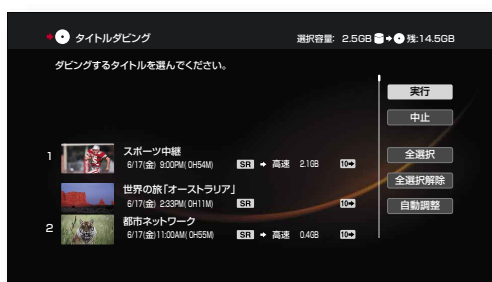 タイトルダビング 選択容量: 2.5GB 残:14.5GB
ダビングするタイトルを選んでください。
実行
中止
1 スポーツ中継
6/17(金) 9:00PM(0H54M) SR 高速 2.1GB 10
全選択
世界の旅「オーストラリア」
全選択解除
6/17(金) 2:33PM(0H11M) SR 10
自動調整
2 都市ネットワーク
6/17(金)11:00AM(0H55M) SR 高速 0.4GB 10